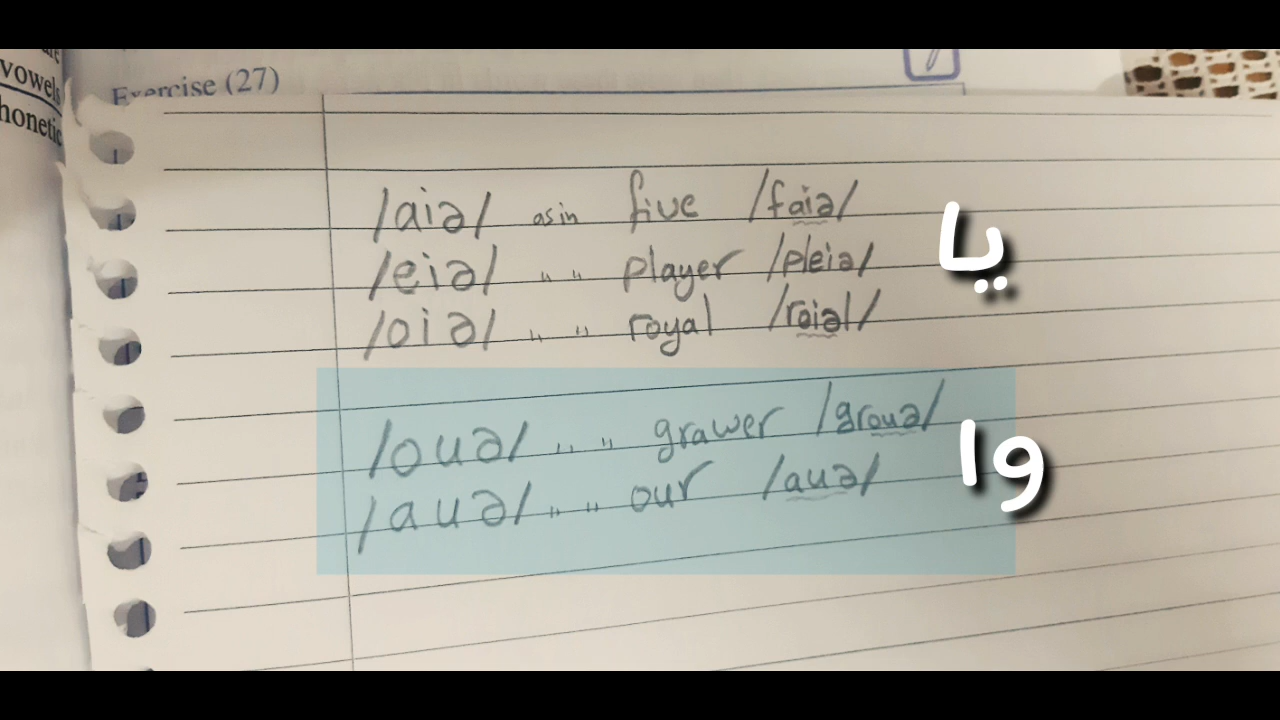 vowels
honetic
Exercise (27)
/aiə/ as in five /faiə/ يا
/eiə/ " " player /pleiə/
/oiə/ " " royal /roiəl/
/ouə/ " " grawer /grouə/ وا
/auə/ " " our /auə/